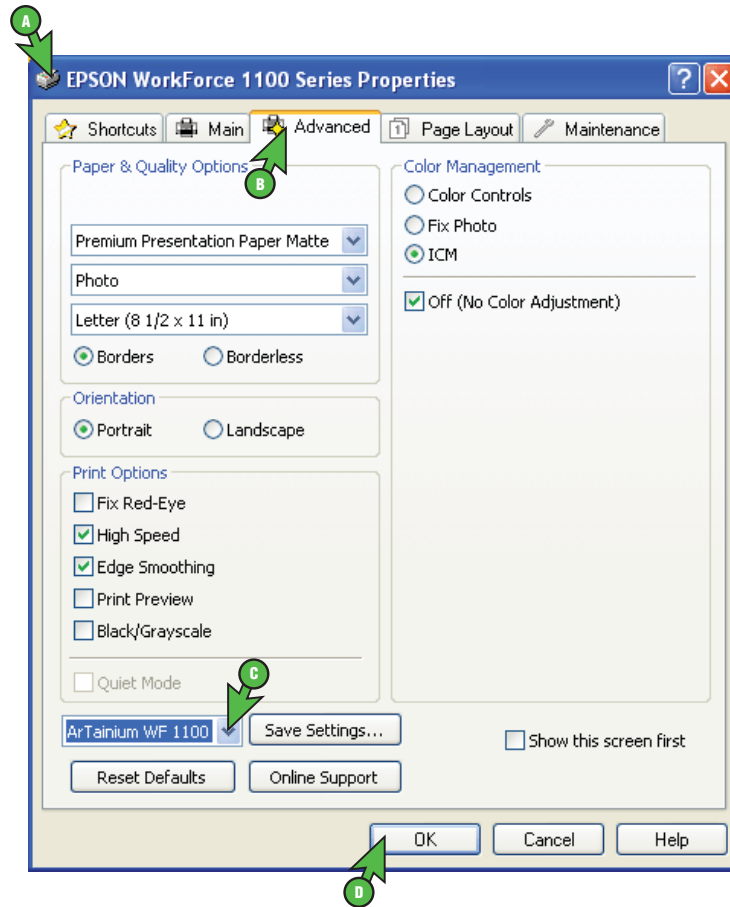 A
EPSON WorkForce 1100 Series Properties
Shortcuts Main Advanced 1 Page Layout Maintenance
B
Paper & Quality Options
Premium Presentation Paper Matte
Photo
Letter (8 1/2 x 11 in)
Borders Borderless
Orientation
Portrait Landscape
Print Options
Fix Red-Eye
High Speed
Edge Smoothing
Print Preview
Black/Grayscale
Quiet Mode
Color Management
Color Controls
Fix Photo
ICM
Off (No Color Adjustment)
C
ArTainium WF 1100 Save Settings...
Show this screen first
Reset Defaults Online Support
OK Cancel Help
D